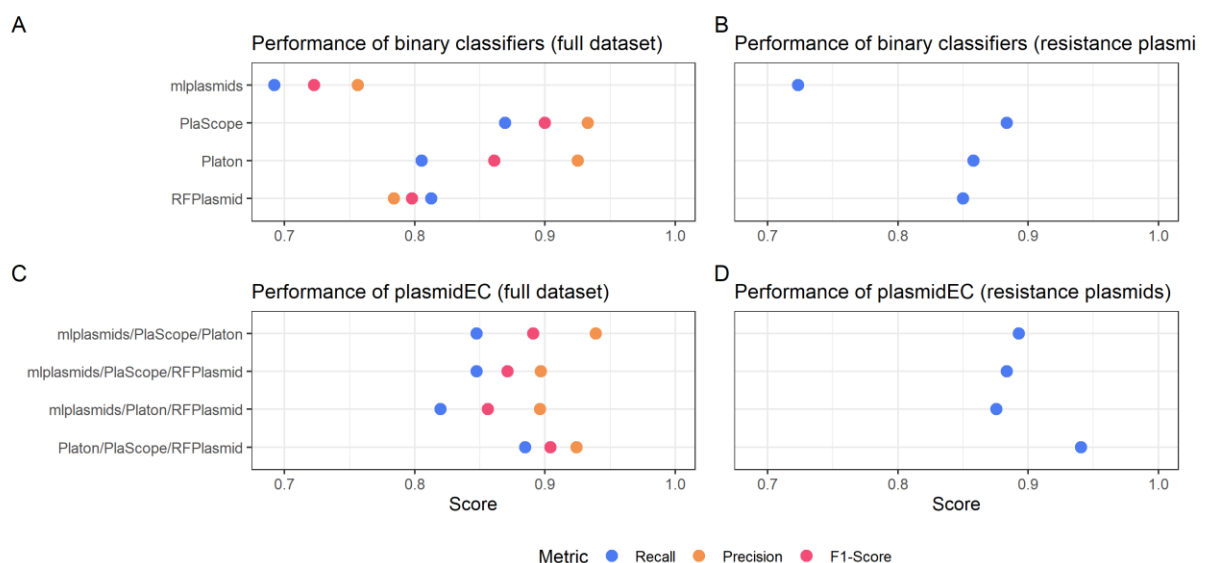 A
B
Performance of binary classifiers (full dataset)
Performance of binary classifiers (resistance plasmi
mlplasmids
PlaScope
Platon
RFPlasmid
0.7 0.8 0.9 1.0
0.7 0.8 0.9 1.0
C
D
Performance of plasmidEC (full dataset)
Performance of plasmidEC (resistance plasmids)
mlplasmids/PlaScope/Platon
mlplasmids/PlaScope/RFPlasmid
mlplasmids/Platon/RFPlasmid
Platon/PlaScope/RFPlasmid
0.7 0.8 0.9 1.0
0.7 0.8 0.9 1.0
Score
Score
Metric Recall Precision F1-Score